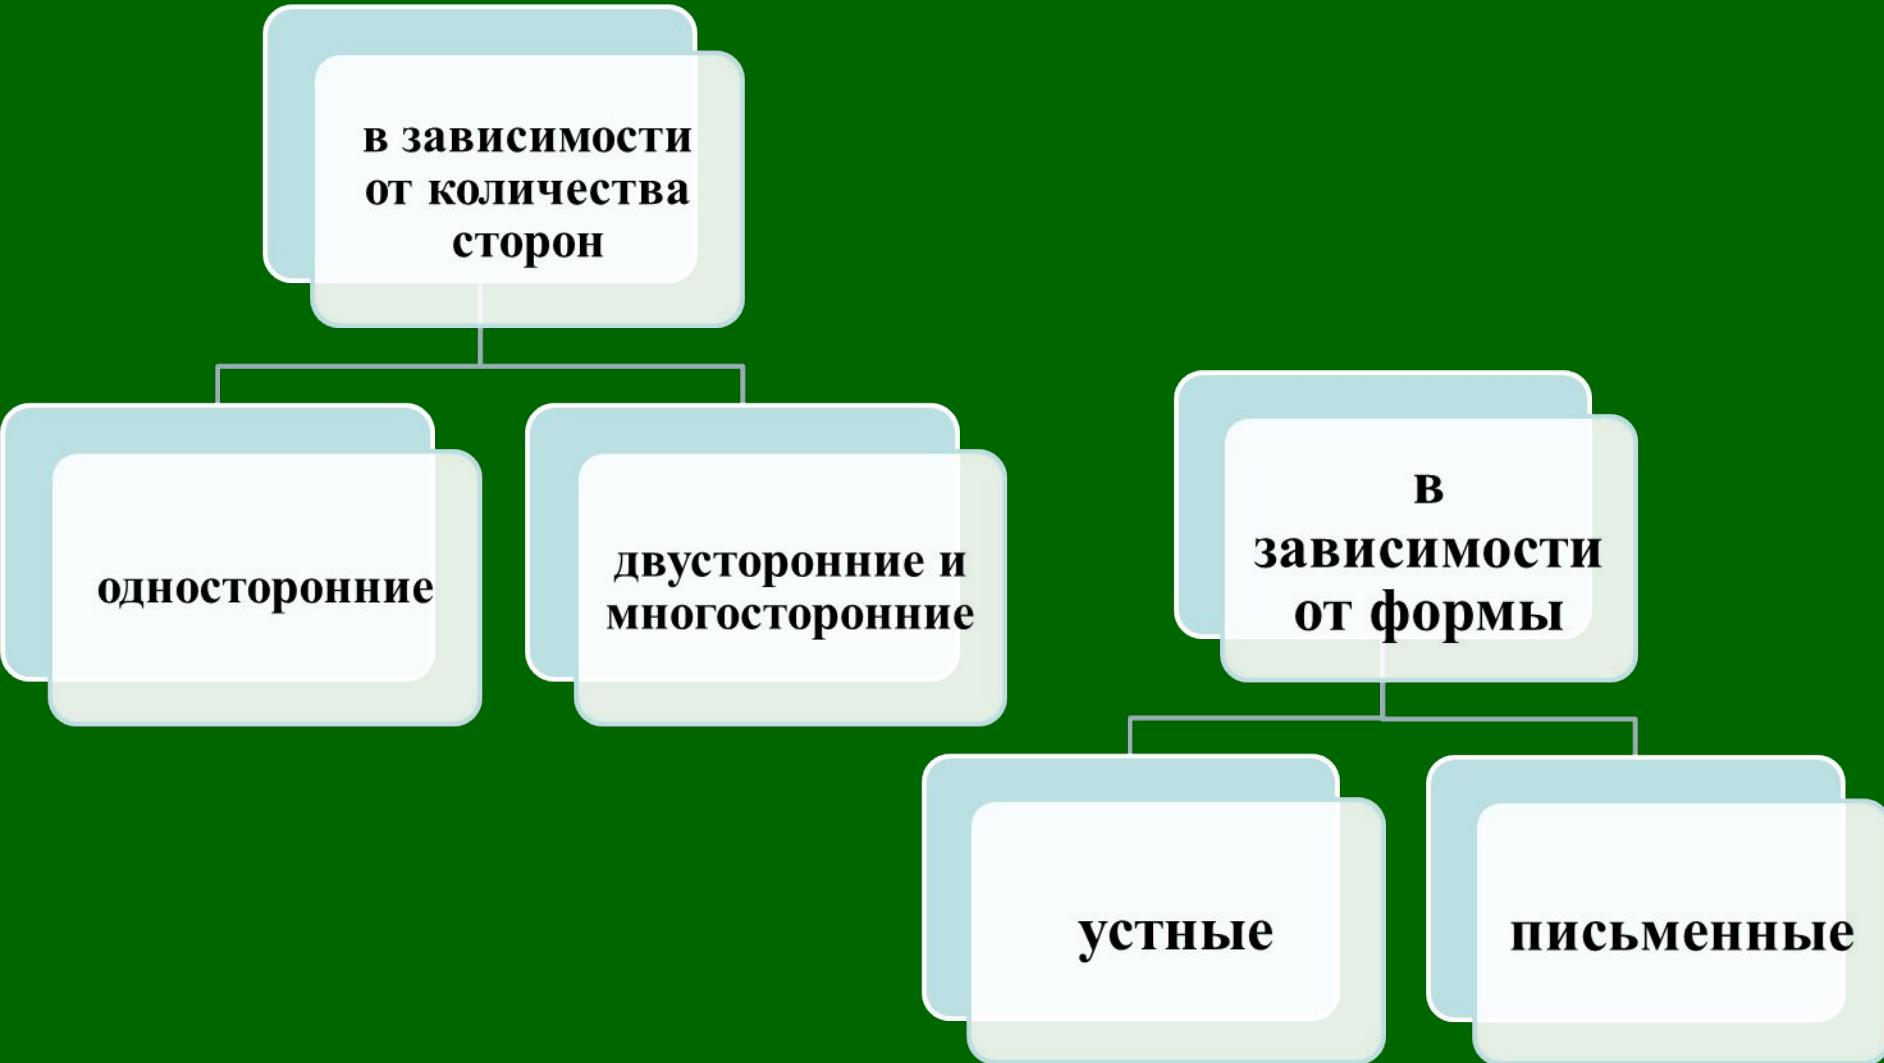 в зависимости
от количества
сторон
односторонние
двусторонние и
многосторонние
в
зависимости
от формы
устные
письменные